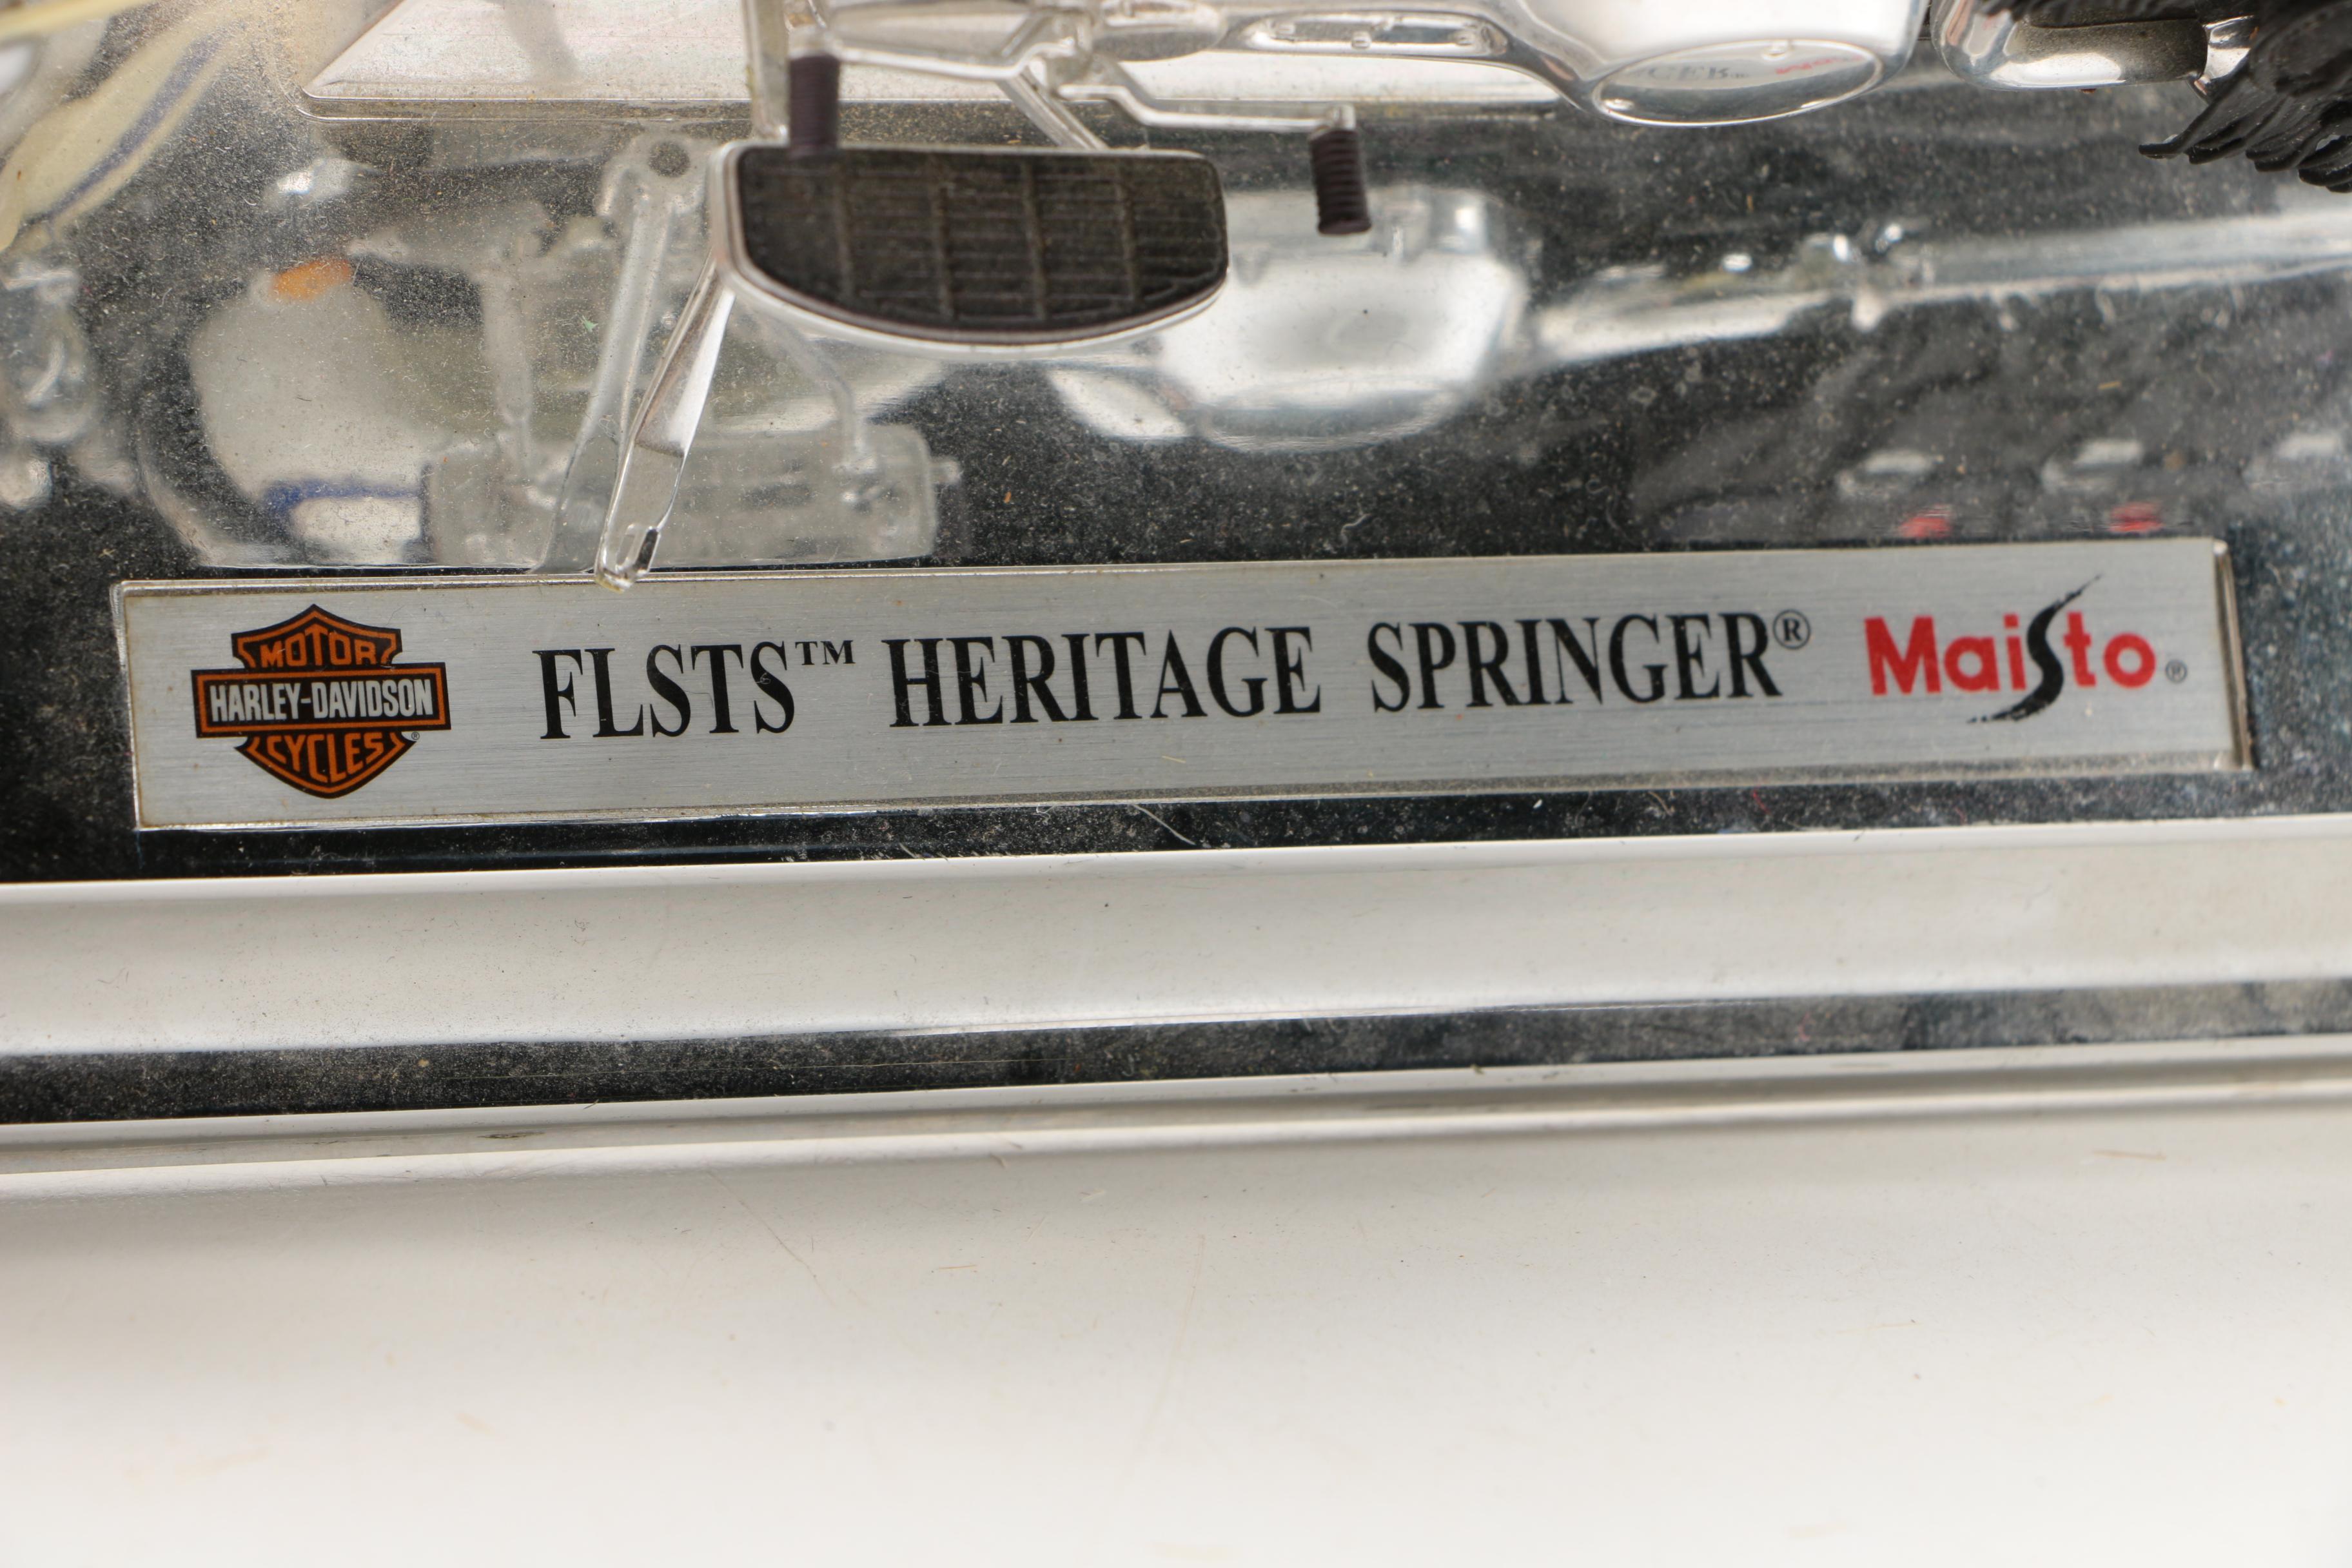 MOTOR
HARLEY-DAVIDSON
CYCLES ®
FLSTS™ HERITAGE SPRINGER® Maisto®